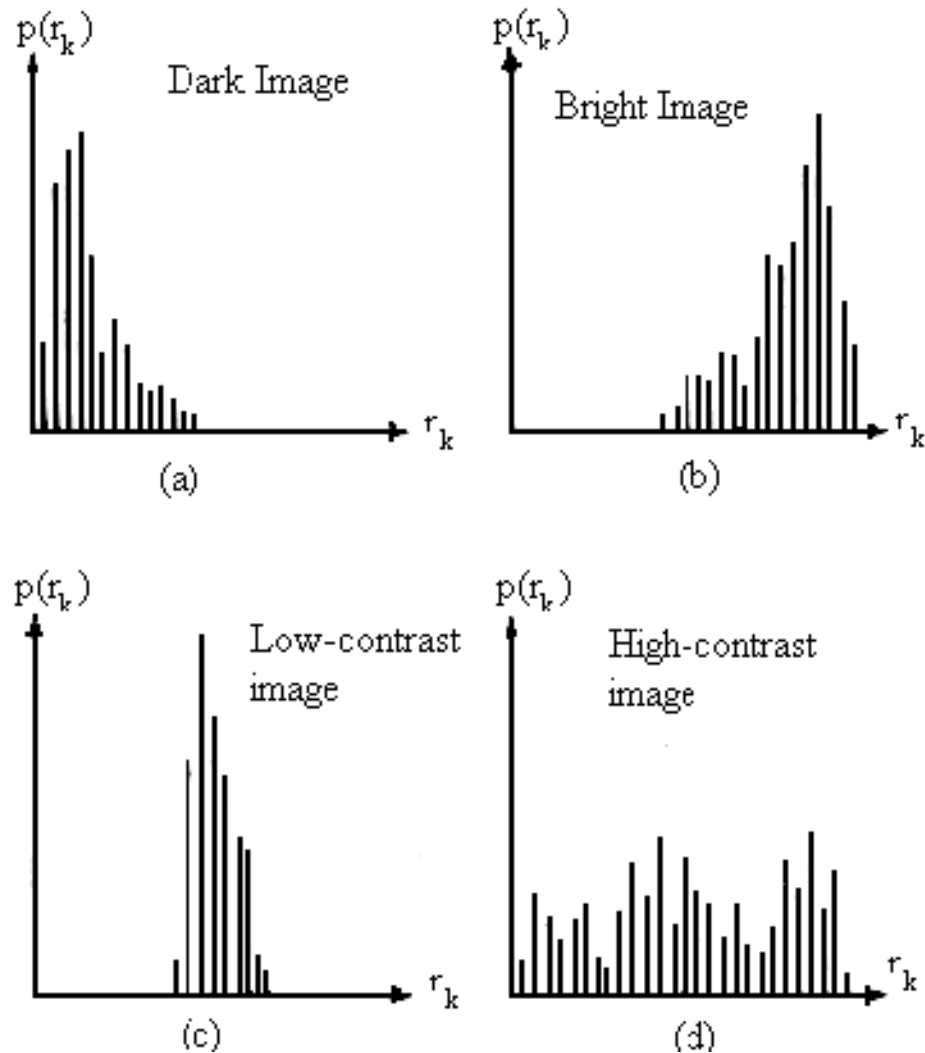 p(r_k)
Dark Image
r_k
(a)
p(r_k)
Bright Image
r_k
(b)
p(r_k)
Low-contrast
image
r_k
(c)
p(r_k)
High-contrast
image
r_k
(d)